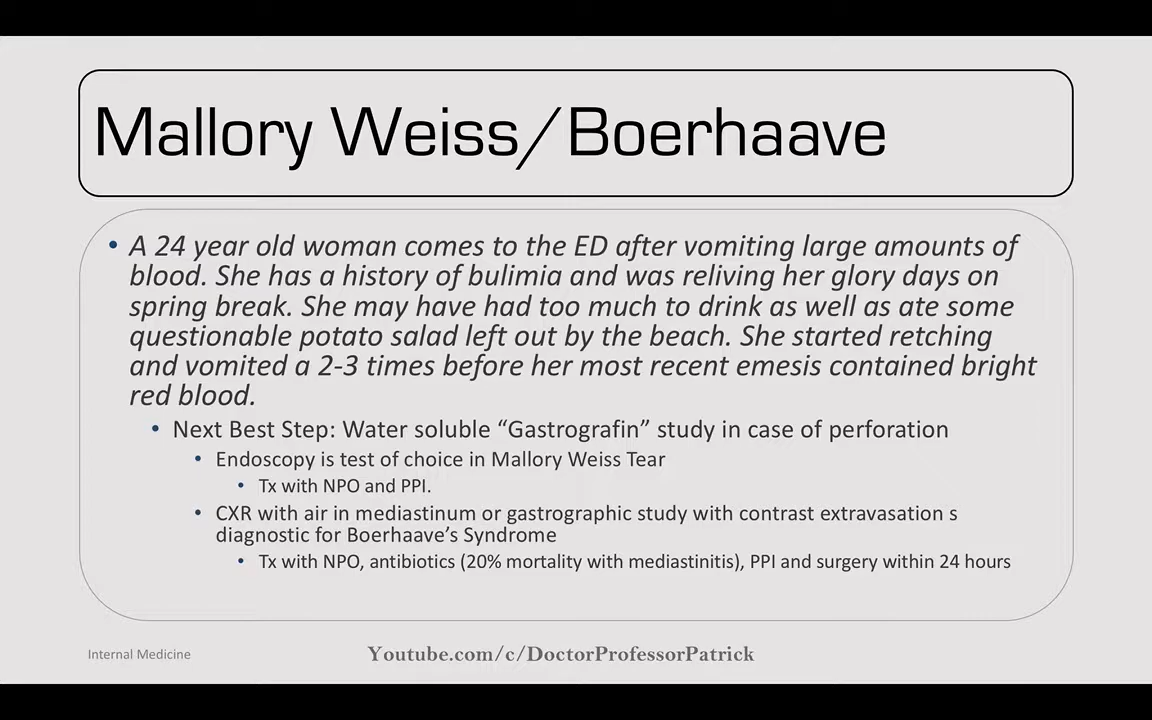 Mallory Weiss/Boerhaave
• A 24 year old woman comes to the ED after vomiting large amounts of
blood. She has a history of bulimia and was reliving her glory days on
spring break. She may have had too much to drink as well as ate some
questionable potato salad left out by the beach. She started retching
and vomited a 2-3 times before her most recent emesis contained bright
red blood.
• Next Best Step: Water soluble “Gastrografin” study in case of perforation
• Endoscopy is test of choice in Mallory Weiss Tear
• Tx with NPO and PPI.
• CXR with air in mediastinum or gastrographic study with contrast extravasation s
diagnostic for Boerhaave’s Syndrome
• Tx with NPO, antibiotics (20% mortality with mediastinitis), PPI and surgery within 24 hours
Internal Medicine
Youtube.com/c/DoctorProfessorPatrick